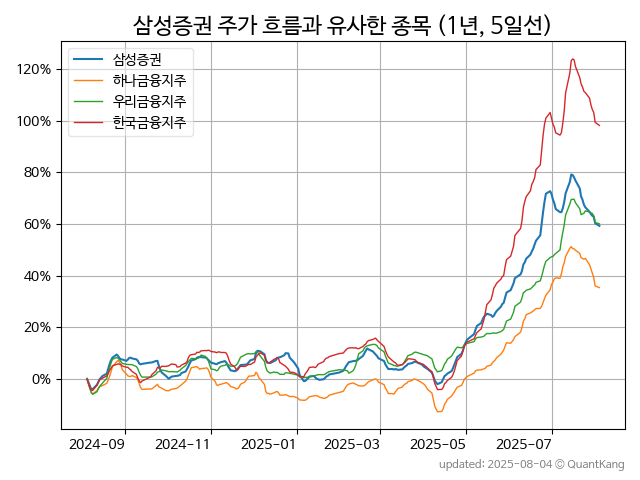 삼성증권 주가 흐름과 유사한 종목 (1년, 5일선)
삼성증권
하나금융지주
우리금융지주
한국금융지주
120%
100%
80%
60%
40%
20%
0%
2024-09 2024-11 2025-01 2025-03 2025-05 2025-07
updated: 2025-08-04 © QuantKang